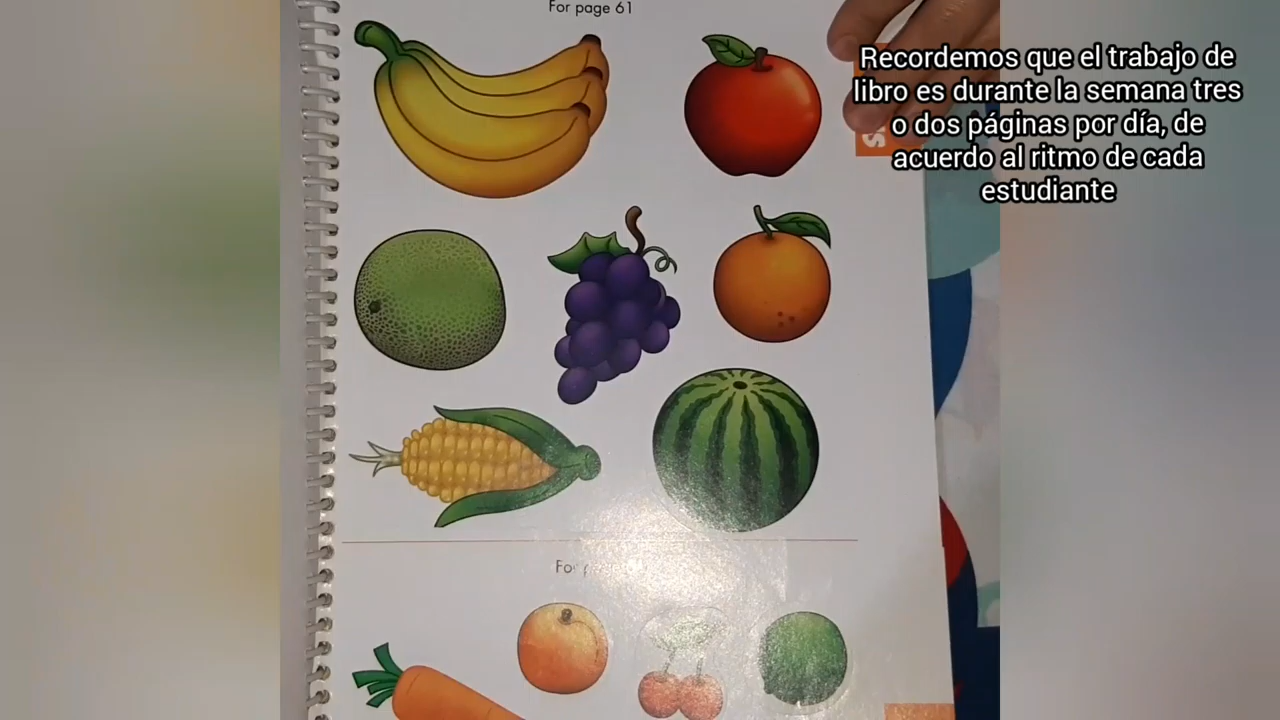 For page 61
Recordemos que el trabajo de
libro es durante la semana tres
o dos páginas por día, de
acuerdo al ritmo de cada
estudiante
For